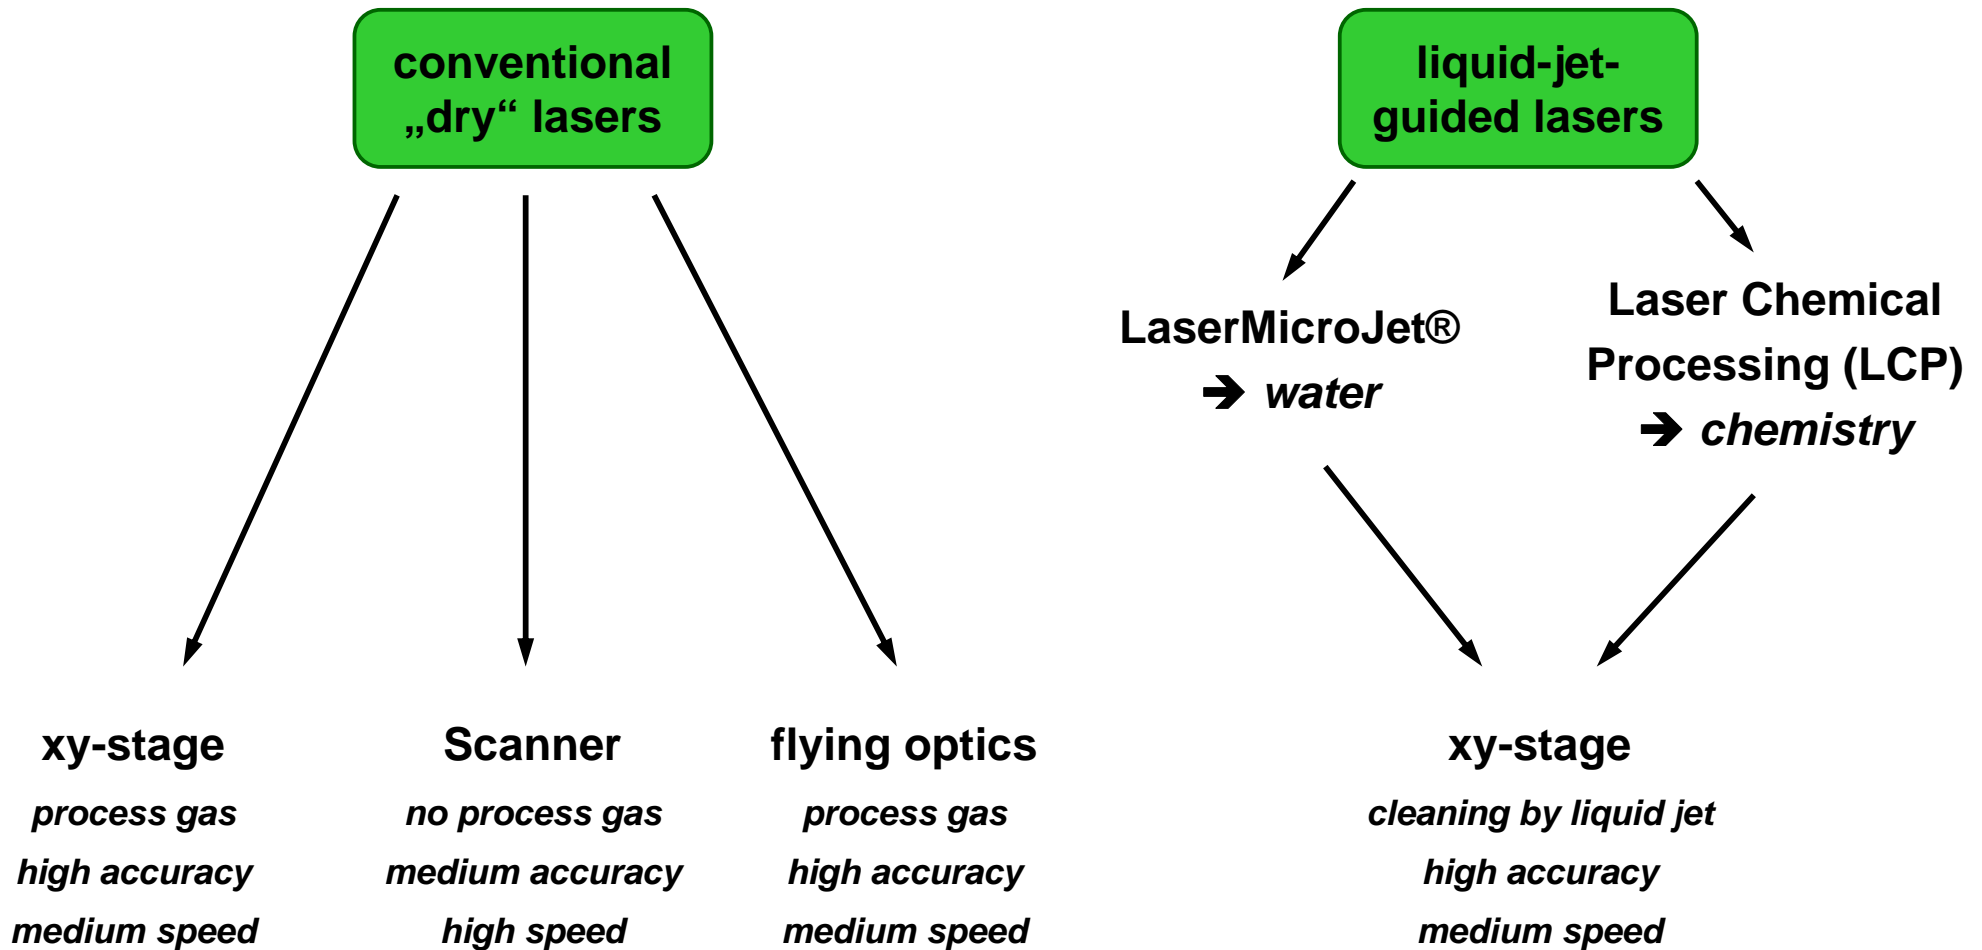 conventional
„dry“ lasers
liquid-jet-
guided lasers
LaserMicroJet®
➔ water
Laser Chemical
Processing (LCP)
➔ chemistry
xy-stage
process gas
high accuracy
medium speed
Scanner
no process gas
medium accuracy
high speed
flying optics
process gas
high accuracy
medium speed
xy-stage
cleaning by liquid jet
high accuracy
medium speed